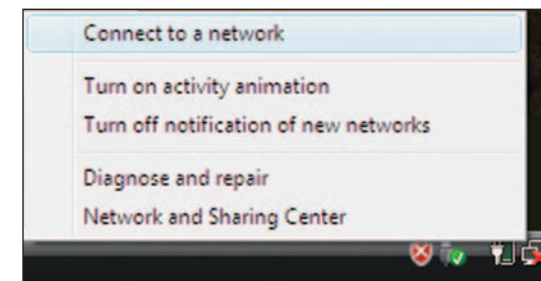 Connect to a network
Turn on activity animation
Turn off notification of new networks
Diagnose and repair
Network and Sharing Center